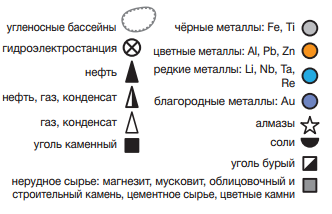 угленосные бассейны
гидроэлектростанция
нефть
нефть, газ, конденсат
газ, конденсат
уголь каменный
чёрные металлы: Fe, Ti
цветные металлы: Al, Pb, Zn
редкие металлы: Li, Nb, Ta,
Re
благородные металлы: Au
алмазы
соли
уголь бурый
нерудное сырье: магнезит, мусковит, облицовочный и
строительный камень, цементное сырье, цветные камни